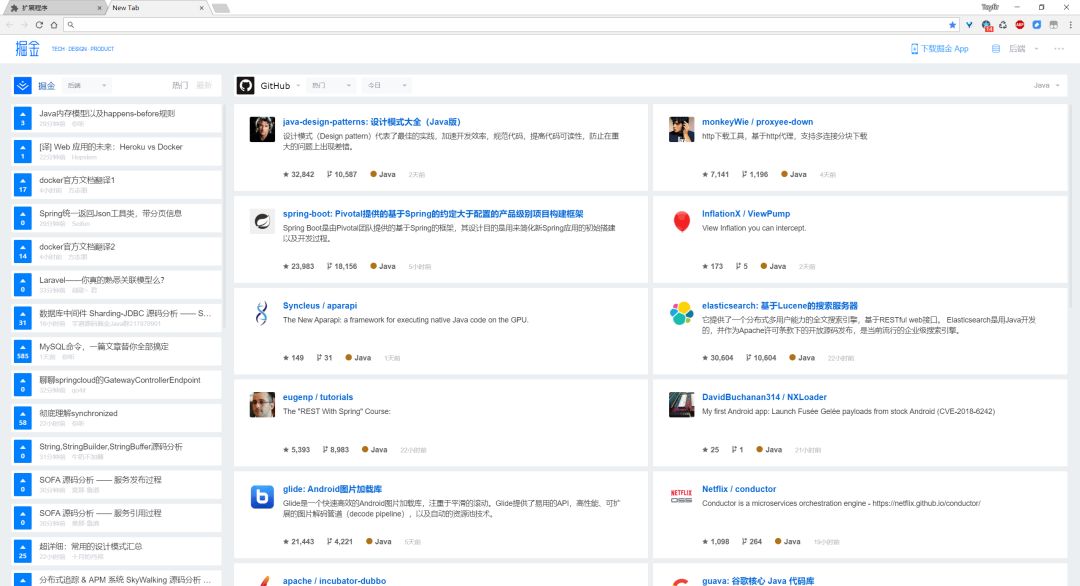 扩展程序
New Tab
掘金
TECH · DESIGN · PRODUCT
下载掘金 App
后端
掘金
后端
热门
最新
3
Java内存模型以及happens-before规则
1
[译] Web 应用的未来：Heroku vs Docker
17
docker官方文档翻译1
0
Spring统一返回Json工具类，带分页信息
14
docker官方文档翻译2
0
Laravel——你真的熟悉关联模型么?
31
数据库中间件 Sharding-JDBC 源码分析 —— S...
585
MySQL命令，一篇文章替你全部搞定
0
聊聊springcloud的GatewayControllerEndpoint
58
彻底理解synchronized
0
String,StringBuilder,StringBuffer源码分析
0
SOFA 源码分析 —— 服务发布过程
0
SOFA 源码分析 —— 服务引用过程
25
超详细：常用的设计模式汇总
分布式追踪 & APM 系统 SkyWalking 源码分析 ...
GitHub
热门
今日
Java
java-design-patterns: 设计模式大全（Java版）
设计模式（Design pattern）代表了最佳的实践，加速开发效率，规范代码，提高代码可读性，防止在重
大的问题上出现差错。
32,842 10,587 Java 2天前
monkeyWie / proxyee-down
http下载工具，基于http代理，支持多连接分块下载
7,141 1,196 Java 4天前
spring-boot: Pivotal提供的基于Spring的约定大于配置的产品级别项目构建框架
Spring Boot是由Pivotal团队提供的基于Spring的框架，其设计目的是用来简化新Spring应用的初始搭建
以及开发过程。
23,983 18,156 Java 5小时前
InflationX / ViewPump
View Inflation you can intercept.
173 5 Java 2天前
Syncleus / aparapi
The New Aparapi: a framework for executing native Java code on the GPU.
149 31 Java 1天前
elasticsearch: 基于Lucene的搜索服务器
它提供了一个分布式多用户能力的全文搜索引擎，基于RESTful web接口。 Elasticsearch是用Java开发
的，并作为Apache许可条款下的开放源码发布，是当前流行的企业级搜索引擎。
30,604 10,604 Java 22小时前
eugenp / tutorials
The "REST With Spring" Course:
5,393 8,983 Java 22小时前
DavidBuchanan314 / NXLoader
My first Android app: Launch Fusée Gelée payloads from stock Android (CVE-2018-6242)
25 1 Java 21小时前
glide: Android图片加载库
Glide是一个快速高效的Android图片加载库，注重于平滑的滚动。Glide提供了易用的API，高性能、可扩
展的图片解码管道（decode pipeline），以及自动的资源池技术。
21,443 4,221 Java 5天前
NETFLIX
OSS
Netflix / conductor
Conductor is a microservices orchestration engine - https://netflix.github.io/conductor/
1,098 264 Java 19小时前
apache / incubator-dubbo
guava: 谷歌核心 Java 代码库